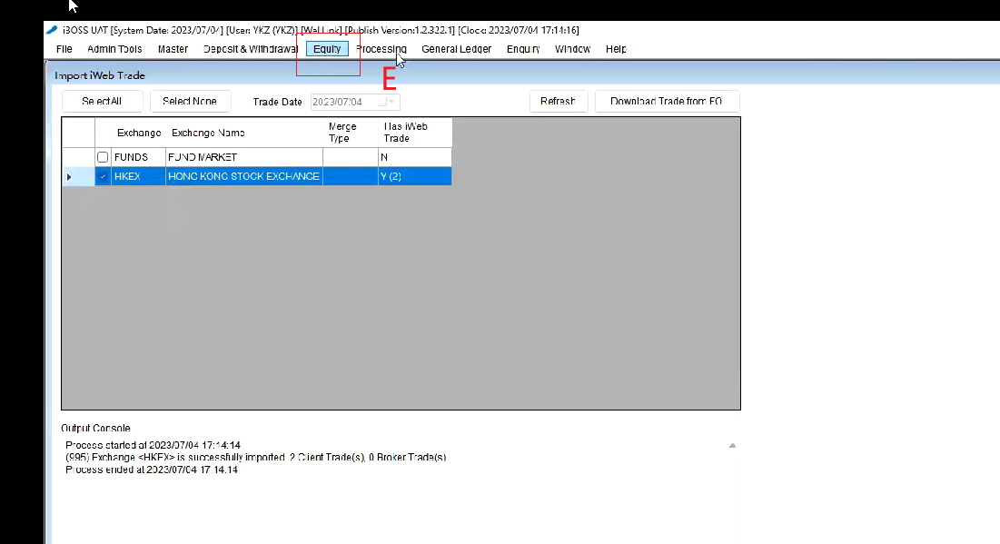 iBOSS UAT [System Date: 2023/07/04] [User: YKZ (YKZ)] [WellLink] [Publish Version:1.2.322.1] [Clock: 2023/07/04 17:14:16]
File Admin Tools Master Deposit & Withdrawal Equity Processing General Ledger Enquiry Window Help
E
Import iWeb Trade
Select All Select None Trade Date 2023/07/04 Refresh Download Trade from FO
Exchange Exchange Name Merge Type Has iWeb Trade
FUNDS FUND MARKET N
HKEX HONG KONG STOCK EXCHANGE Y (2)
Output Console
Process started at 2023/07/04 17:14:14
(995) Exchange <HKEX> is successfully imported. 2 Client Trade(s), 0 Broker Trade(s)
Process ended at 2023/07/04 17:14:14